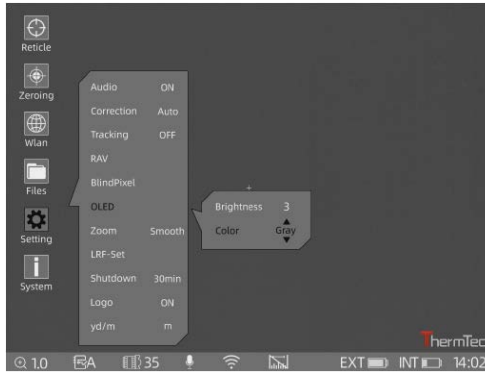 Reticle
Zeroing
Wlan
Files
Setting
System
Audio ON
Correction Auto
Tracking OFF
RAV
BlindPixel
OLED
Zoom Smooth
LRF-Set
Shutdown 30min
Logo ON
yd/m m
Brightness 3
Color Gray
ThermTec
1.0 A 35 EXT INT 14:02